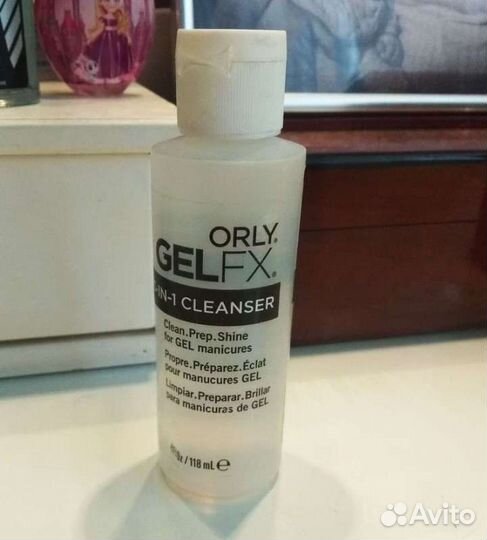 ORLY.
GELFX.
-IN-1 CLEANSER
Clean.Prep.Shine
for GEL manicures
Propre.Préparez.Éclat
pour manucures GEL
Limpiar.Preparar.Brillar
para manicuras de GEL
/ 118 mL ℮
Avito